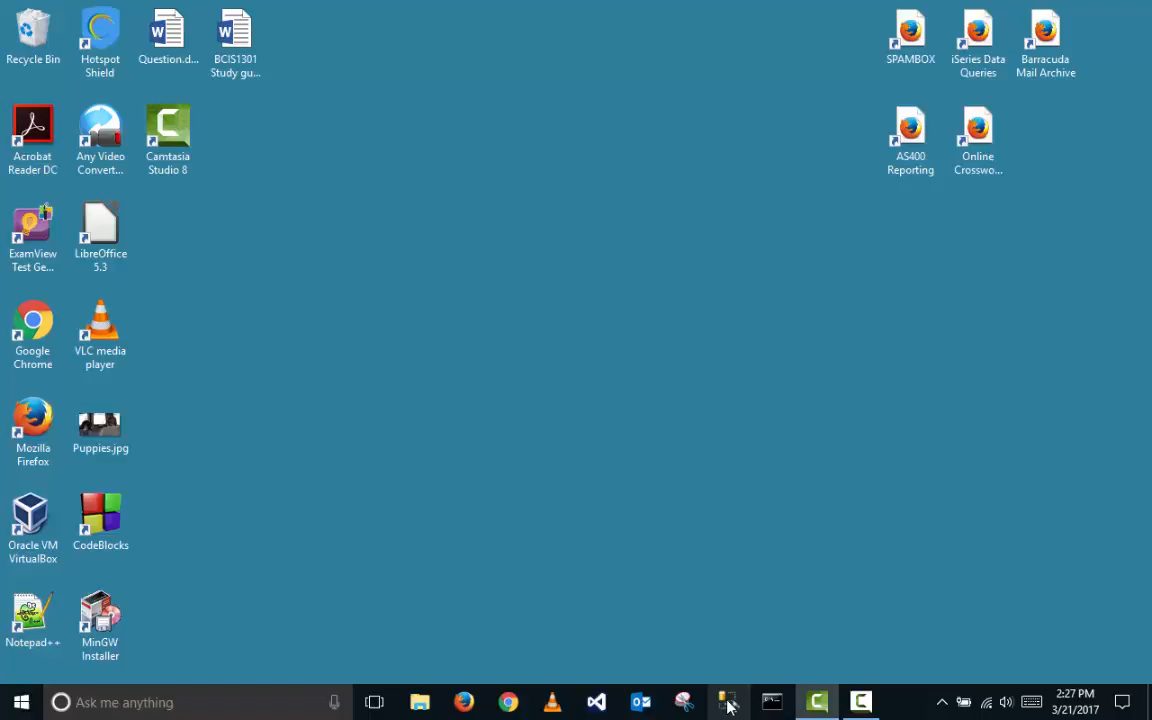 Recycle Bin
Hotspot
Shield
Question.d...
BCIS1301
Study gu...
SPAMBOX
iSeries Data
Queries
Barracuda
Mail Archive
Acrobat
Reader DC
Any Video
Convert...
Camtasia
Studio 8
AS400
Reporting
Online
Crosswo...
ExamView
Test Ge...
LibreOffice
5.3
Google
Chrome
VLC media
player
Mozilla
Firefox
Puppies.jpg
Oracle VM
VirtualBox
CodeBlocks
Notepad++
MinGW
Installer
Ask me anything
2:27 PM
3/21/2017